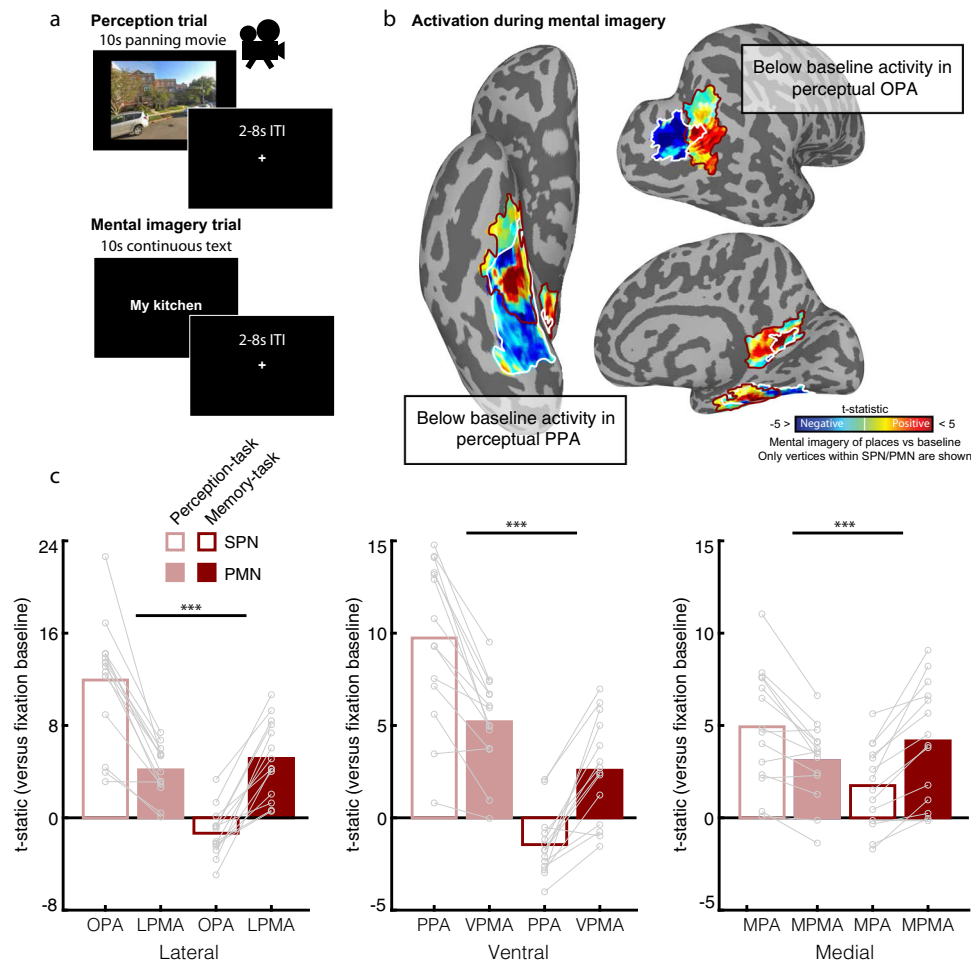 a
Perception trial
10s panning movie
2-8s ITI
+
Mental imagery trial
10s continuous text
My kitchen
2-8s ITI
+
b Activation during mental imagery
Below baseline activity in
perceptual OPA
Below baseline activity in
perceptual PPA
t-statistic
-5 > Negative Positive < 5
Mental imagery of places vs baseline
Only vertices within SPN/PMN are shown
c
Perception-task
Memory-task
SPN
PMN
t-static (versus fixation baseline)
24
16
8
0
-8
***
OPA LPMA OPA LPMA
Lateral
t-static (versus fixation baseline)
15
10
5
0
-5
***
PPA VPMA PPA VPMA
Ventral
t-static (versus fixation baseline)
15
10
5
0
-5
***
MPA MPMA MPA MPMA
Medial